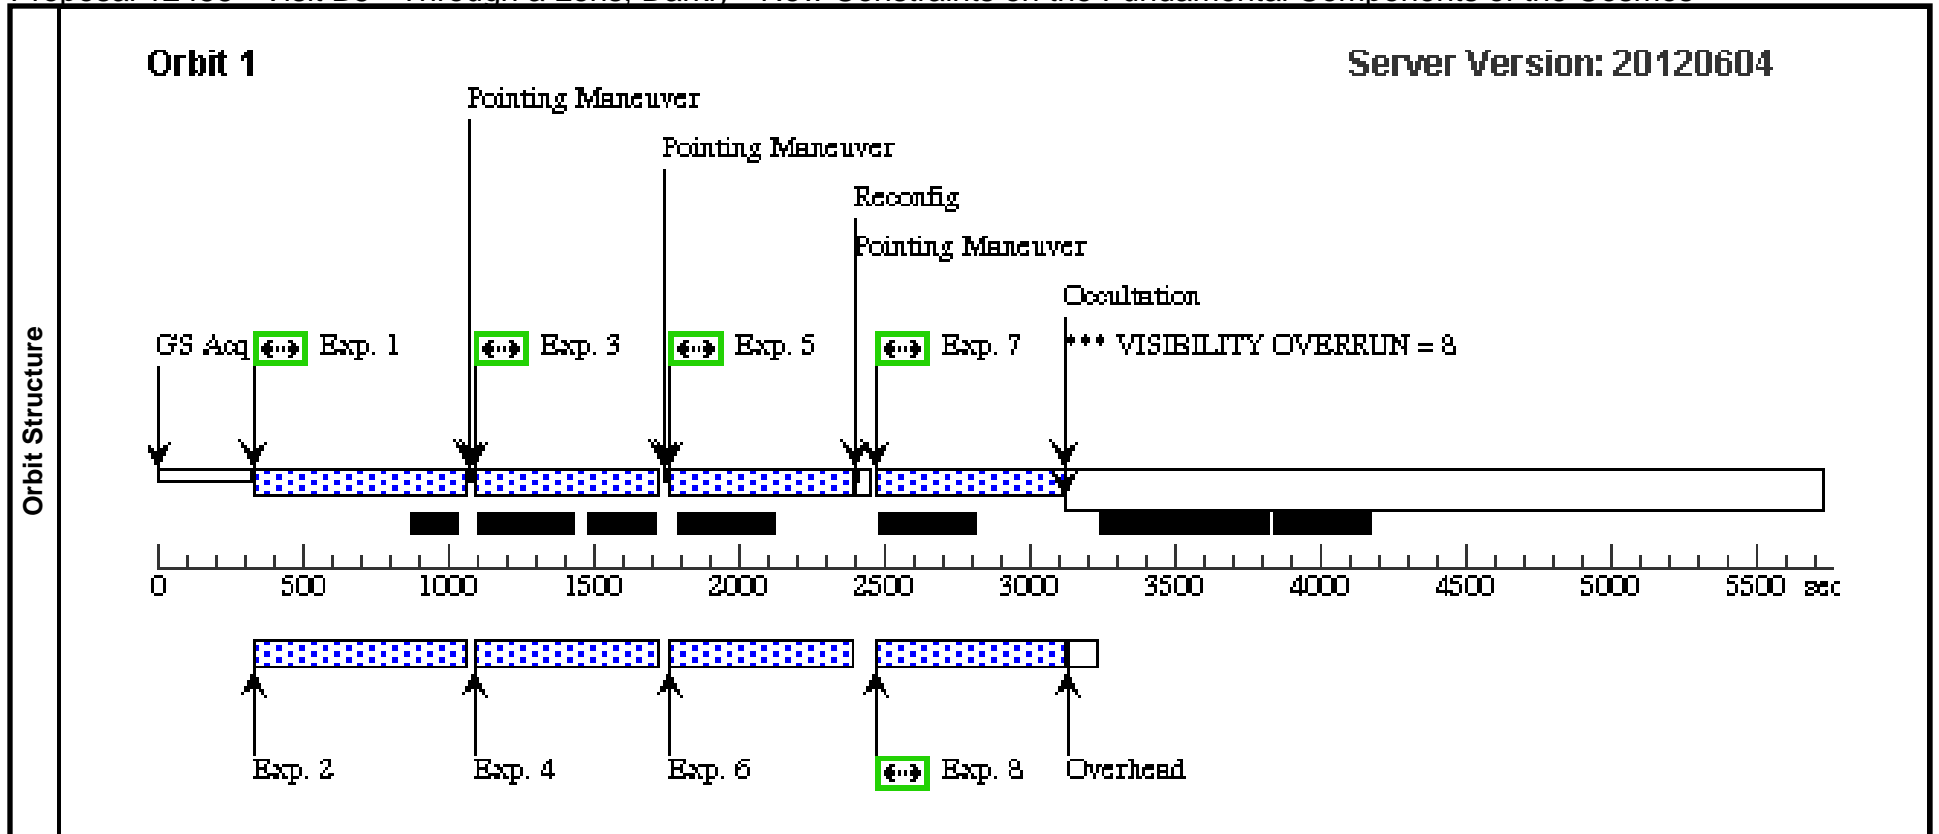 Orbit 1
Server Version: 20120604
Pointing Maneuver
Pointing Maneuver
Reconfig
Pointing Maneuver
Occultation
GS Acq
Exp. 1
Exp. 3
Exp. 5
Exp. 7
*** VISIBILITY OVERRUN = 8
Orbit Structure
0 500 1000 1500 2000 2500 3000 3500 4000 4500 5000 5500 sec
Exp. 2
Exp. 4
Exp. 6
Exp. 8
Overhead